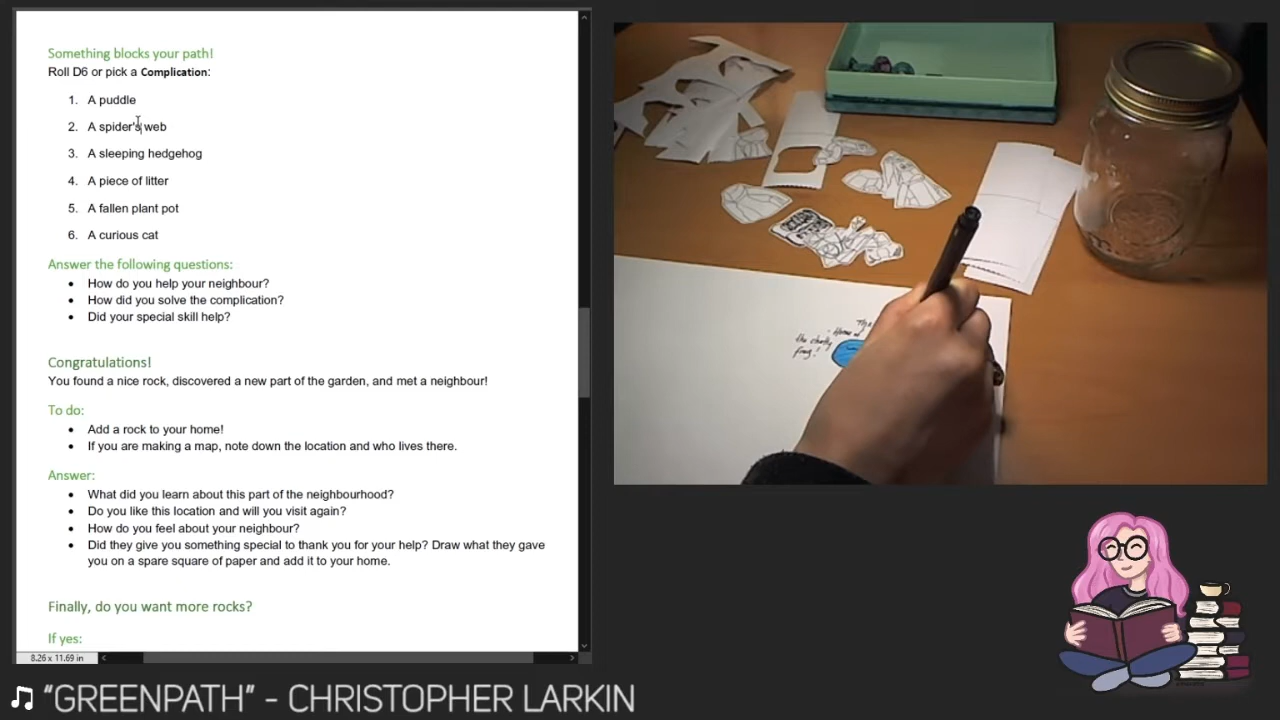 Something blocks your path!
Roll D6 or pick a Complication:
1. A puddle
2. A spider's web
3. A sleeping hedgehog
4. A piece of litter
5. A fallen plant pot
6. A curious cat
Answer the following questions:
• How do you help your neighbour?
• How did you solve the complication?
• Did your special skill help?
Congratulations!
You found a nice rock, discovered a new part of the garden, and met a neighbour!
To do:
• Add a rock to your home!
• If you are making a map, note down the location and who lives there.
Answer:
• What did you learn about this part of the neighbourhood?
• Do you like this location and will you visit again?
• How do you feel about your neighbour?
• Did they give you something special to thank you for your help? Draw what they gave
you on a spare square of paper and add it to your home.
Finally, do you want more rocks?
If yes:
8.26 x 11.69 in
Home of
the
frog!
♫ "GREENPATH" - CHRISTOPHER LARKIN